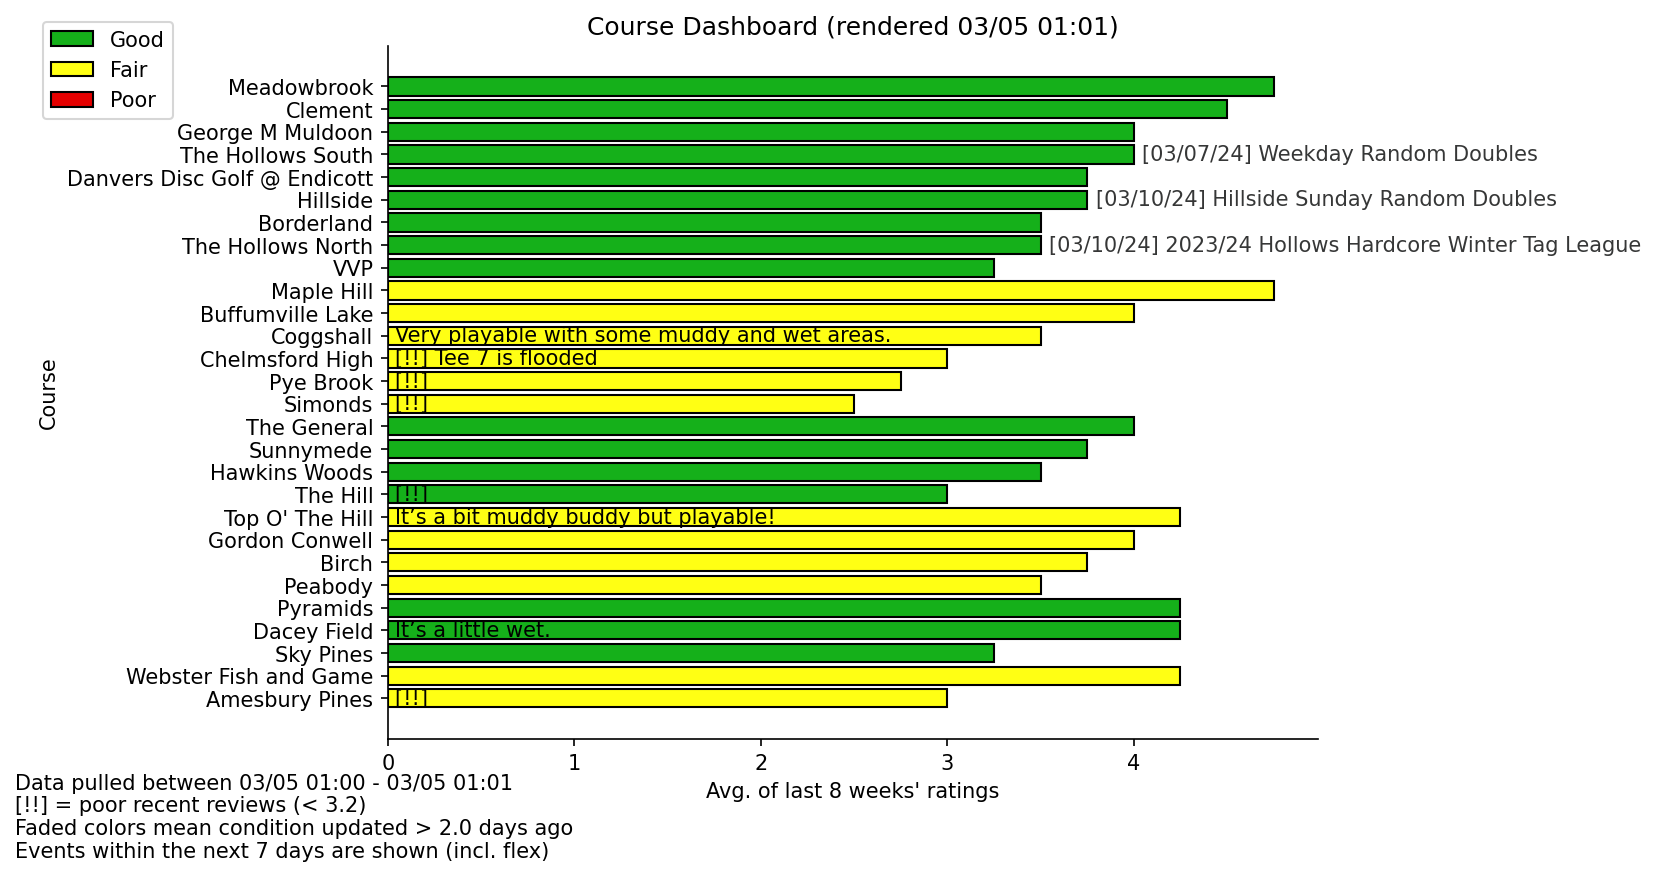 Course Dashboard (rendered 03/05 01:01)
Good
Fair
Poor
Course
Meadowbrook
Clement
George M Muldoon
The Hollows South [03/07/24] Weekday Random Doubles
Danvers Disc Golf @ Endicott
Hillside [03/10/24] Hillside Sunday Random Doubles
Borderland
The Hollows North [03/10/24] 2023/24 Hollows Hardcore Winter Tag League
VVP
Maple Hill
Buffumville Lake
Coggshall Very playable with some muddy and wet areas.
Chelmsford High [!!] Tee 7 is flooded
Pye Brook [!!]
Simonds [!!]
The General
Sunnymede
Hawkins Woods
The Hill [!!]
Top O' The Hill It’s a bit muddy buddy but playable!
Gordon Conwell
Birch
Peabody
Pyramids
Dacey Field It’s a little wet.
Sky Pines
Webster Fish and Game
Amesbury Pines [!!]
0 1 2 3 4
Avg. of last 8 weeks' ratings
Data pulled between 03/05 01:00 - 03/05 01:01
[!!] = poor recent reviews (< 3.2)
Faded colors mean condition updated > 2.0 days ago
Events within the next 7 days are shown (incl. flex)